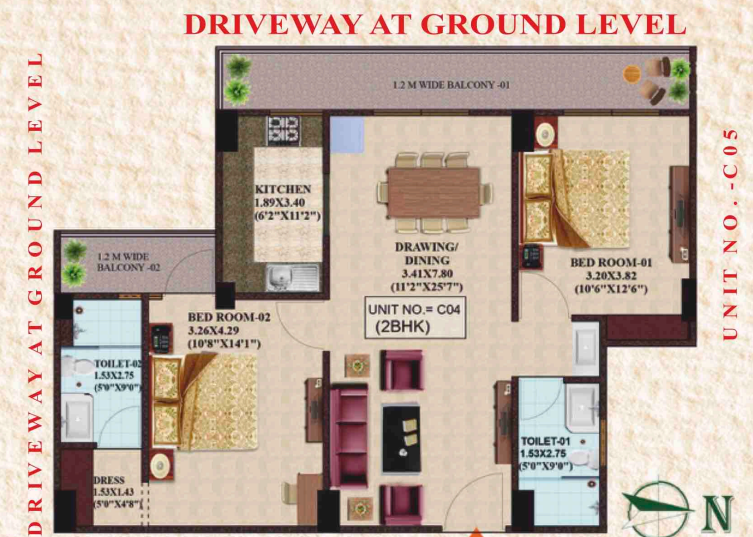 DRIVEWAY AT GROUND LEVEL
DRIVEWAY AT GROUND LEVEL
1.2 M WIDE BALCONY -01
UNIT NO. -C05
KITCHEN
1.89X3.40
(6'2"X11'2")
DRAWING/
DINING
3.41X7.80
(11'2"X25'7")
BED ROOM-01
3.20X3.82
(10'6"X12'6")
1.2 M WIDE
BALCONY -02
UNIT NO.= C04
(2BHK)
BED ROOM-02
3.26X4.29
(10'8"X14'1")
TOILET-02
1.53X2.75
(5'0"X9'0")
TOILET-01
1.53X2.75
(5'0"X9'0")
DRESS
1.53X1.43
(5'0"X4'8")
N